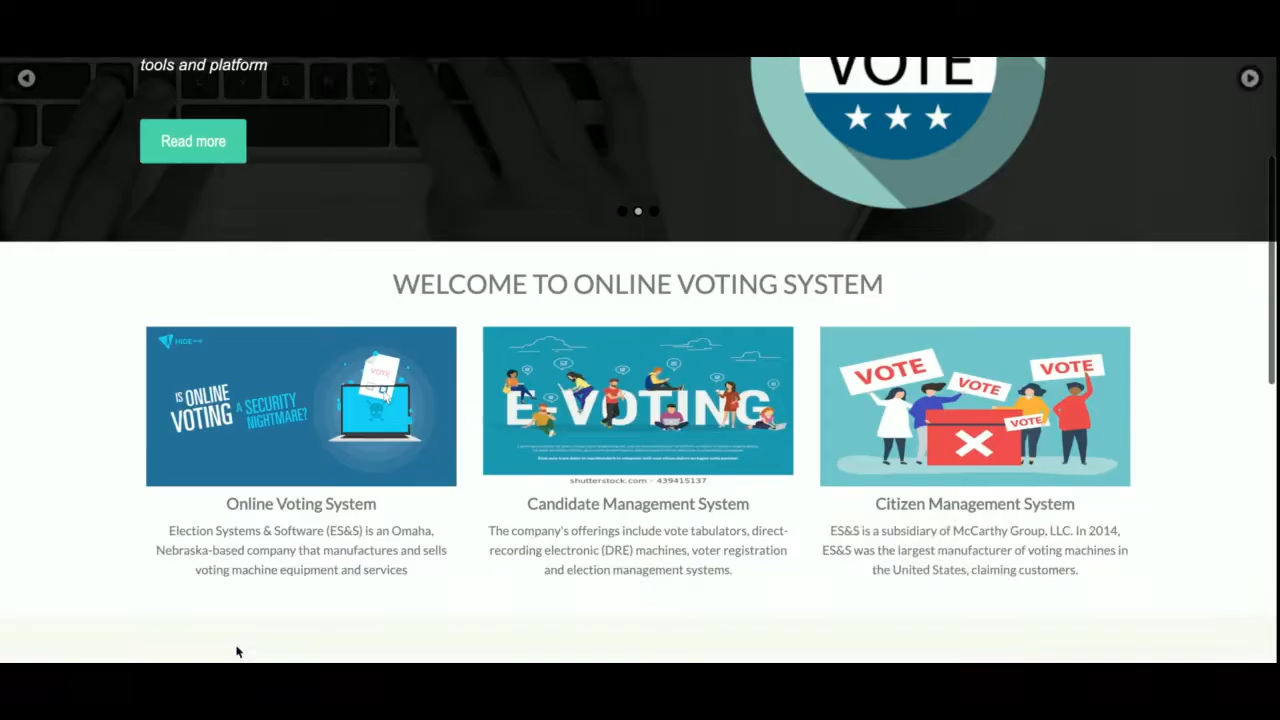 tools and platform
VOTE
Read more
WELCOME TO ONLINE VOTING SYSTEM
HIDE
IS ONLINE
VOTING
A SECURITY
NIGHTMARE?
VOTE
E-VOTING
shutterstock.com - 439415137
VOTE
VOTE
VOTE
VOTE
Online Voting System
Candidate Management System
Citizen Management System
Election Systems & Software (ES&S) is an Omaha,
Nebraska-based company that manufactures and sells
voting machine equipment and services
The company's offerings include vote tabulators, direct-
recording electronic (DRE) machines, voter registration
and election management systems.
ES&S is a subsidiary of McCarthy Group, LLC. In 2014,
ES&S was the largest manufacturer of voting machines in
the United States, claiming customers.